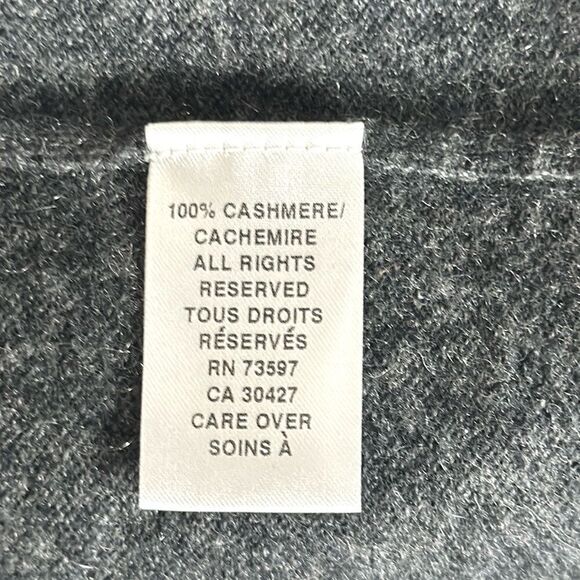 100% CASHMERE/
CACHEMIRE
ALL RIGHTS
RESERVED
TOUS DROITS
RÉSERVÉS
RN 73597
CA 30427
CARE OVER
SOINS À